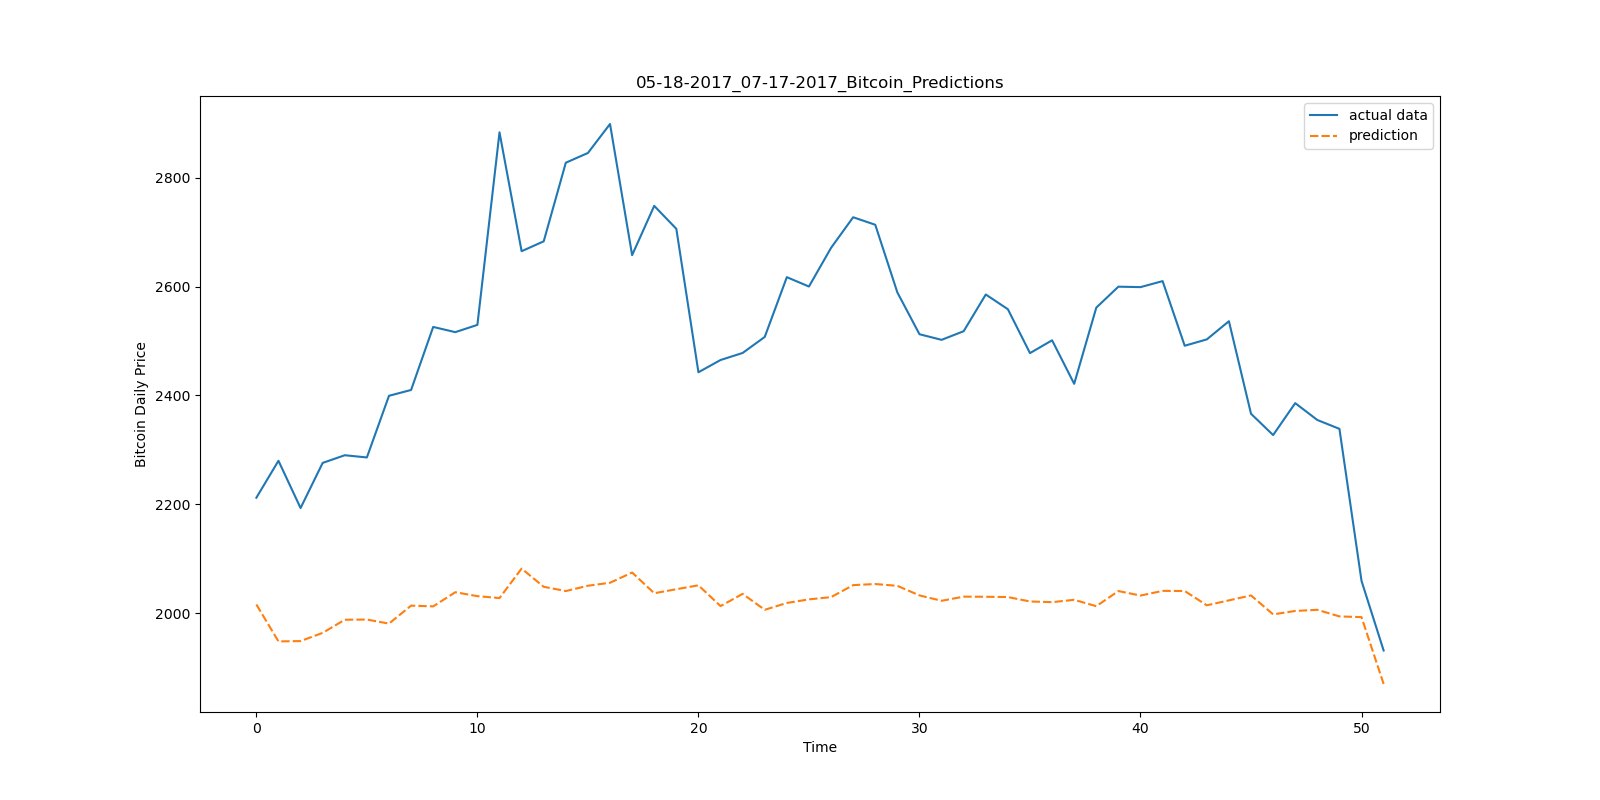 05-18-2017_07-17-2017_Bitcoin_Predictions
actual data
prediction
Bitcoin Daily Price
2800
2600
2400
2200
2000
0 10 20 30 40 50
Time